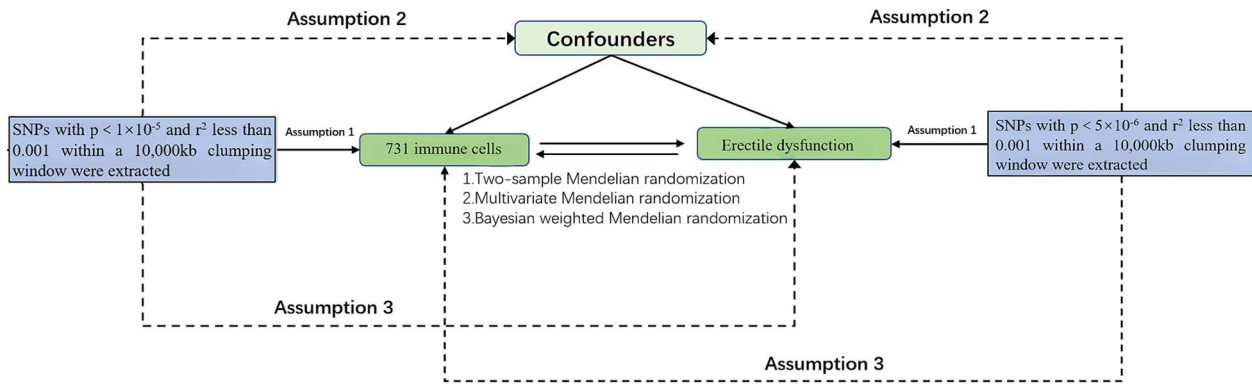 Assumption 2
Assumption 2
Confounders
SNPs with p < 1×10⁻⁵ and r² less than
0.001 within a 10,000kb clumping
window were extracted
Assumption 1
731 immune cells
Erectile dysfunction
Assumption 1
SNPs with p < 5×10⁻⁶ and r² less than
0.001 within a 10,000kb clumping
window were extracted
1.Two-sample Mendelian randomization
2.Multivariate Mendelian randomization
3.Bayesian weighted Mendelian randomization
Assumption 3
Assumption 3